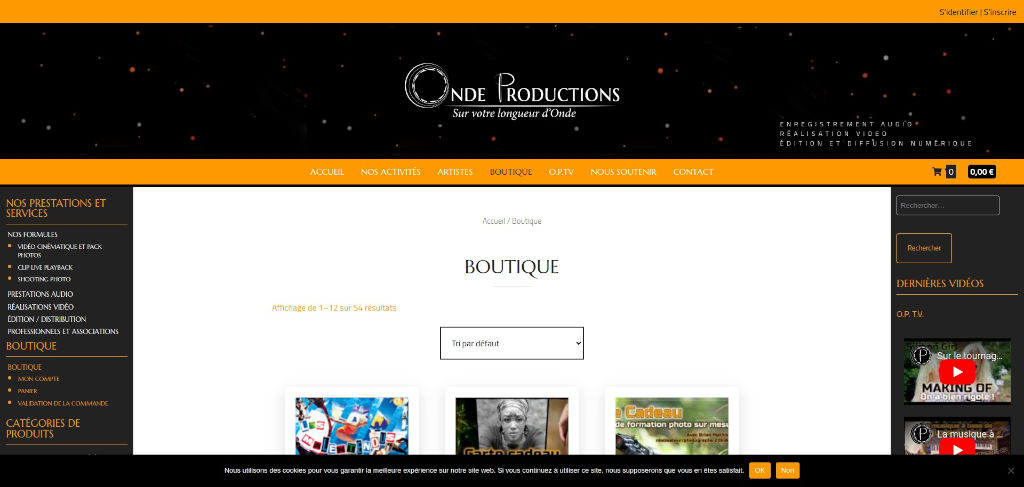 S'identifier | S'inscrire
ONDE PRODUCTIONS
Sur votre longueur d'Onde
ENREGISTREMENT AUDIO
RÉALISATION VIDEO
ÉDITION ET DIFFUSION NUMÉRIQUE
ACCUEIL NOS ACTIVITÉS ARTISTES BOUTIQUE O.P.TV NOUS SOUTENIR CONTACT 0 0,00 €
NOS PRESTATIONS ET
SERVICES
NOS FORMULES
VIDÉO CINÉMATIQUE ET PACK
PHOTOS
CLIP LIVE PLAYBACK
SHOOTING PHOTO
PRESTATIONS AUDIO
RÉALISATIONS VIDÉO
ÉDITION / DISTRIBUTION
PROFESSIONNELS ET ASSOCIATIONS
BOUTIQUE
BOUTIQUE
MON COMPTE
PANIER
VALIDATION DE LA COMMANDE
CATÉGORIES DE
PRODUITS
Accueil / Boutique
BOUTIQUE
Affichage de 1–12 sur 54 résultats
Tri par défaut
Carte cadeau
Cadeau
de formation photo sur mesu
Rechercher…
Rechercher
DERNIÈRES VIDÉOS
O.P. T.V.
Sur le tournag…
MAKING OF
On a bien rigolé !
La musique à …
Nous utilisons des cookies pour vous garantir la meilleure expérience sur notre site web. Si vous continuez à utiliser ce site, nous supposerons que vous en êtes satisfait. OK Non